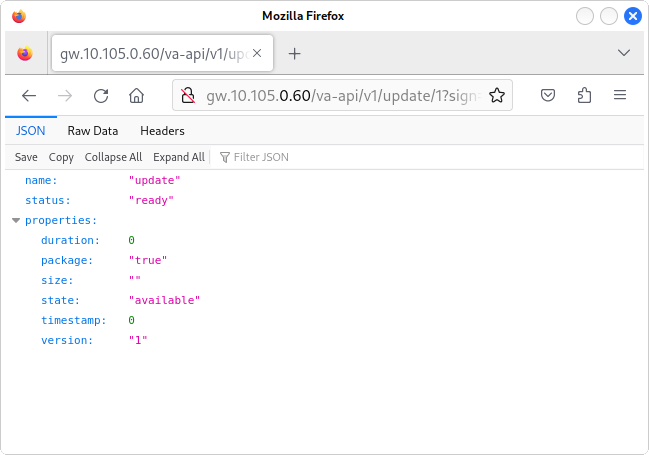 Mozilla Firefox
gw.10.105.0.60/va-api/v1/upd
gw.10.105.0.60/va-api/v1/update/1?sign=
JSON Raw Data Headers
Save Copy Collapse All Expand All Filter JSON
name: "update"
status: "ready"
properties:
duration: 0
package: "true"
size: ""
state: "available"
timestamp: 0
version: "1"